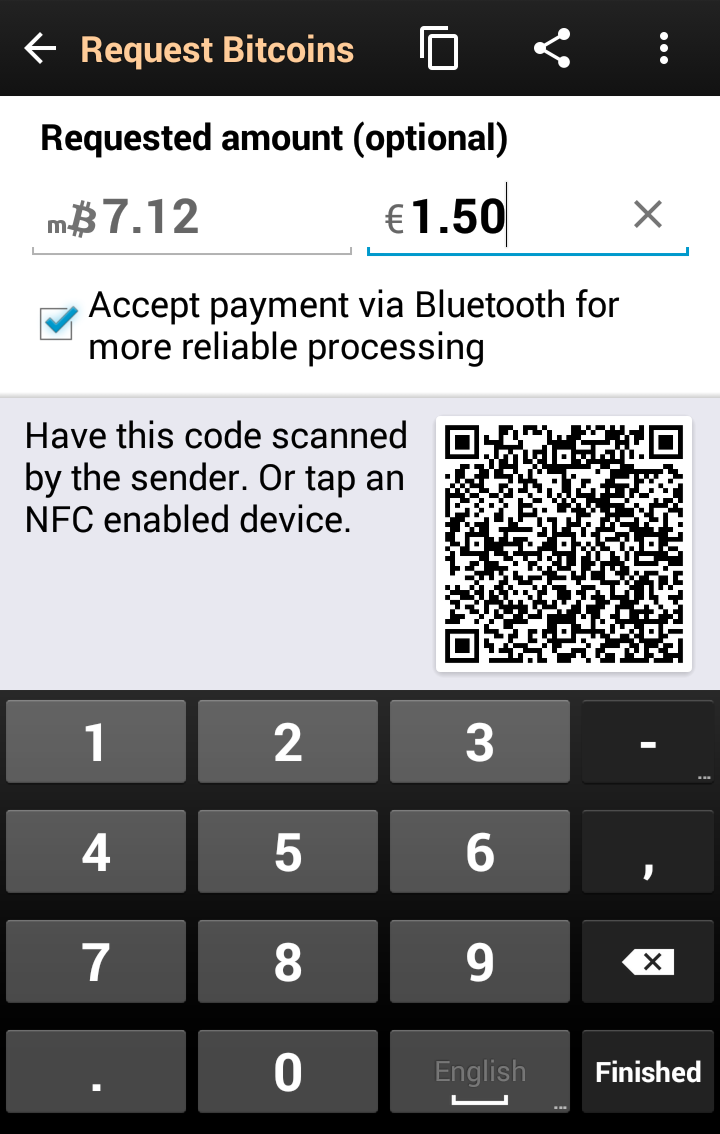 Request Bitcoins
Requested amount (optional)
m₿7.12 €1.50
Accept payment via Bluetooth for
more reliable processing
Have this code scanned
by the sender. Or tap an
NFC enabled device.
1 2 3 - ...
4 5 6 ,
7 8 9
. 0 English ... Finished